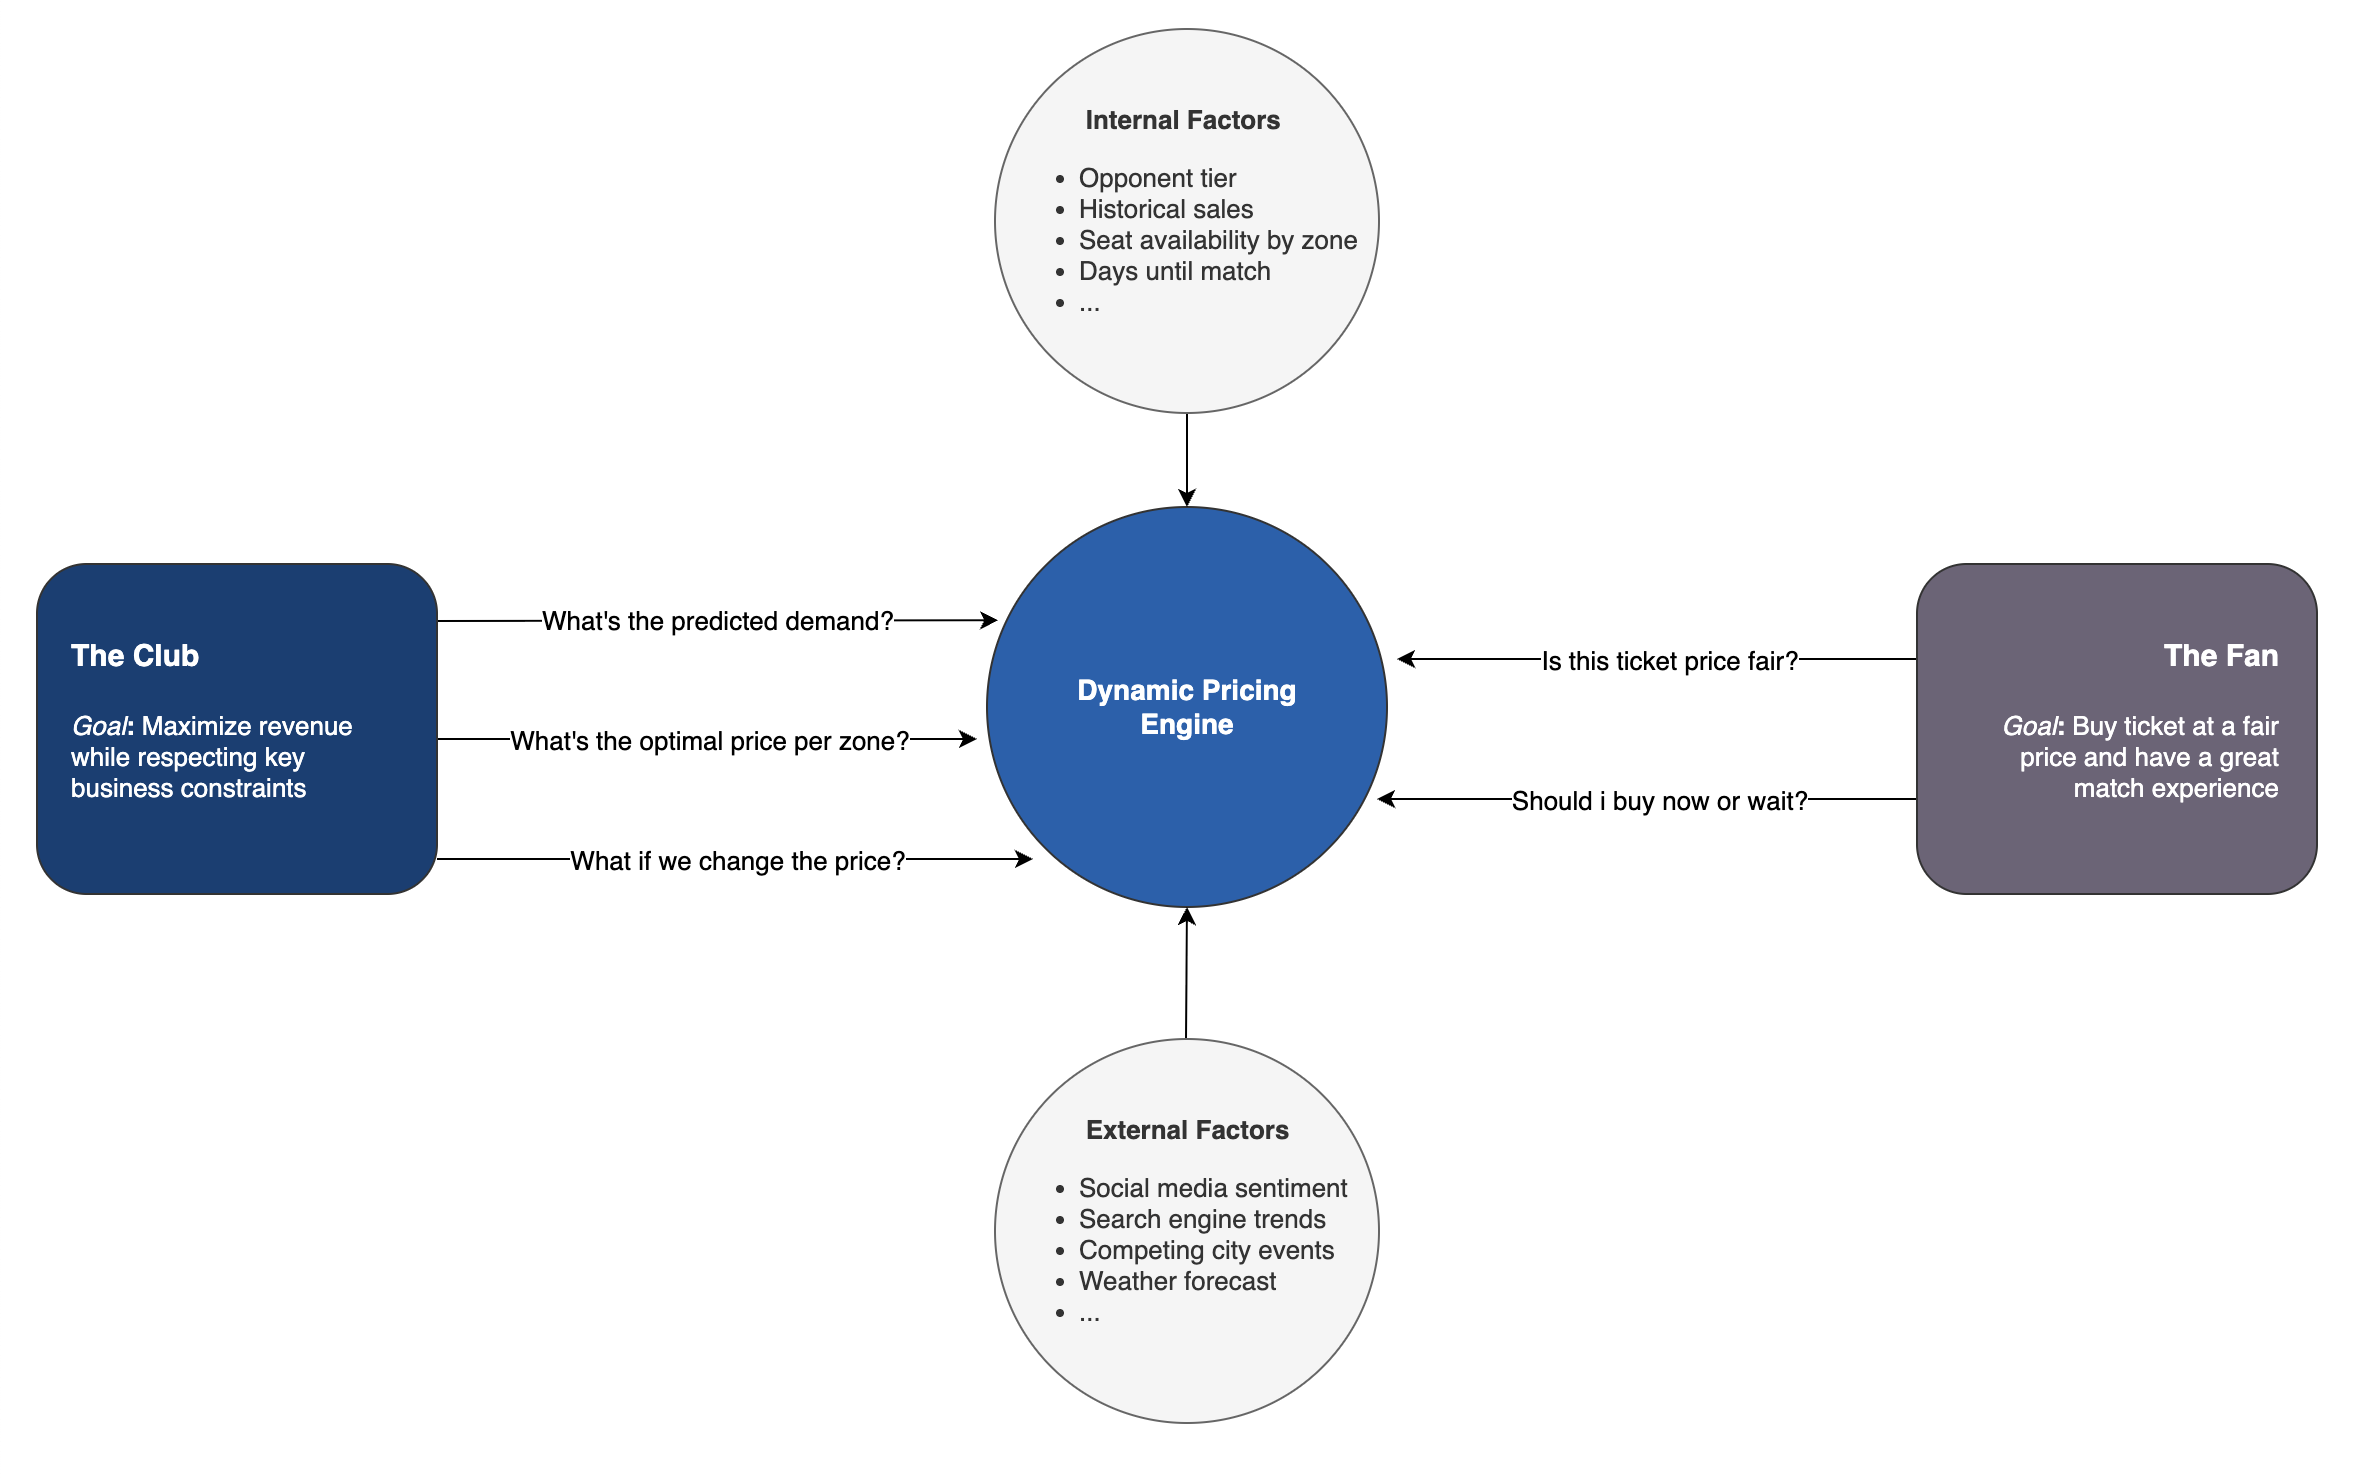 Internal Factors
• Opponent tier
• Historical sales
• Seat availability by zone
• Days until match
• ...
The Club
Goal: Maximize revenue
while respecting key
business constraints
What's the predicted demand?
What's the optimal price per zone?
What if we change the price?
Dynamic Pricing
Engine
Is this ticket price fair?
Should i buy now or wait?
The Fan
Goal: Buy ticket at a fair
price and have a great
match experience
External Factors
• Social media sentiment
• Search engine trends
• Competing city events
• Weather forecast
• ...